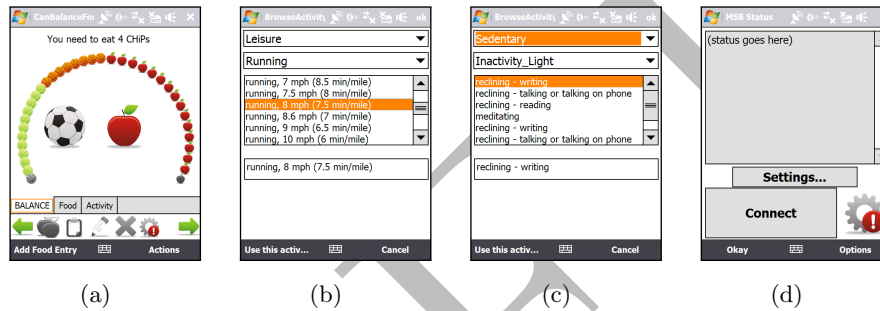 CanBalanceFor
You need to eat 4 CHiPs
BALANCE Food Activity
Add Food Entry Actions
(a)
BrowseActivity ok
Leisure
Running
running, 7 mph (8.5 min/mile)
running, 7.5 mph (8 min/mile)
running, 8 mph (7.5 min/mile)
running, 8.6 mph (7 min/mile)
running, 9 mph (6.5 min/mile)
running, 10 mph (6 min/mile)
running, 8 mph (7.5 min/mile)
Use this activ... Cancel
(b)
BrowseActivity ok
Sedentary
Inactivity_Light
reclining - writing
reclining - talking or talking on phone
reclining - reading
meditating
reclining - writing
reclining - talking or talking on phone
reclining - writing
Use this activ... Cancel
(c)
MSB Status
(status goes here)
Settings...
Connect
Okay Options
(d)